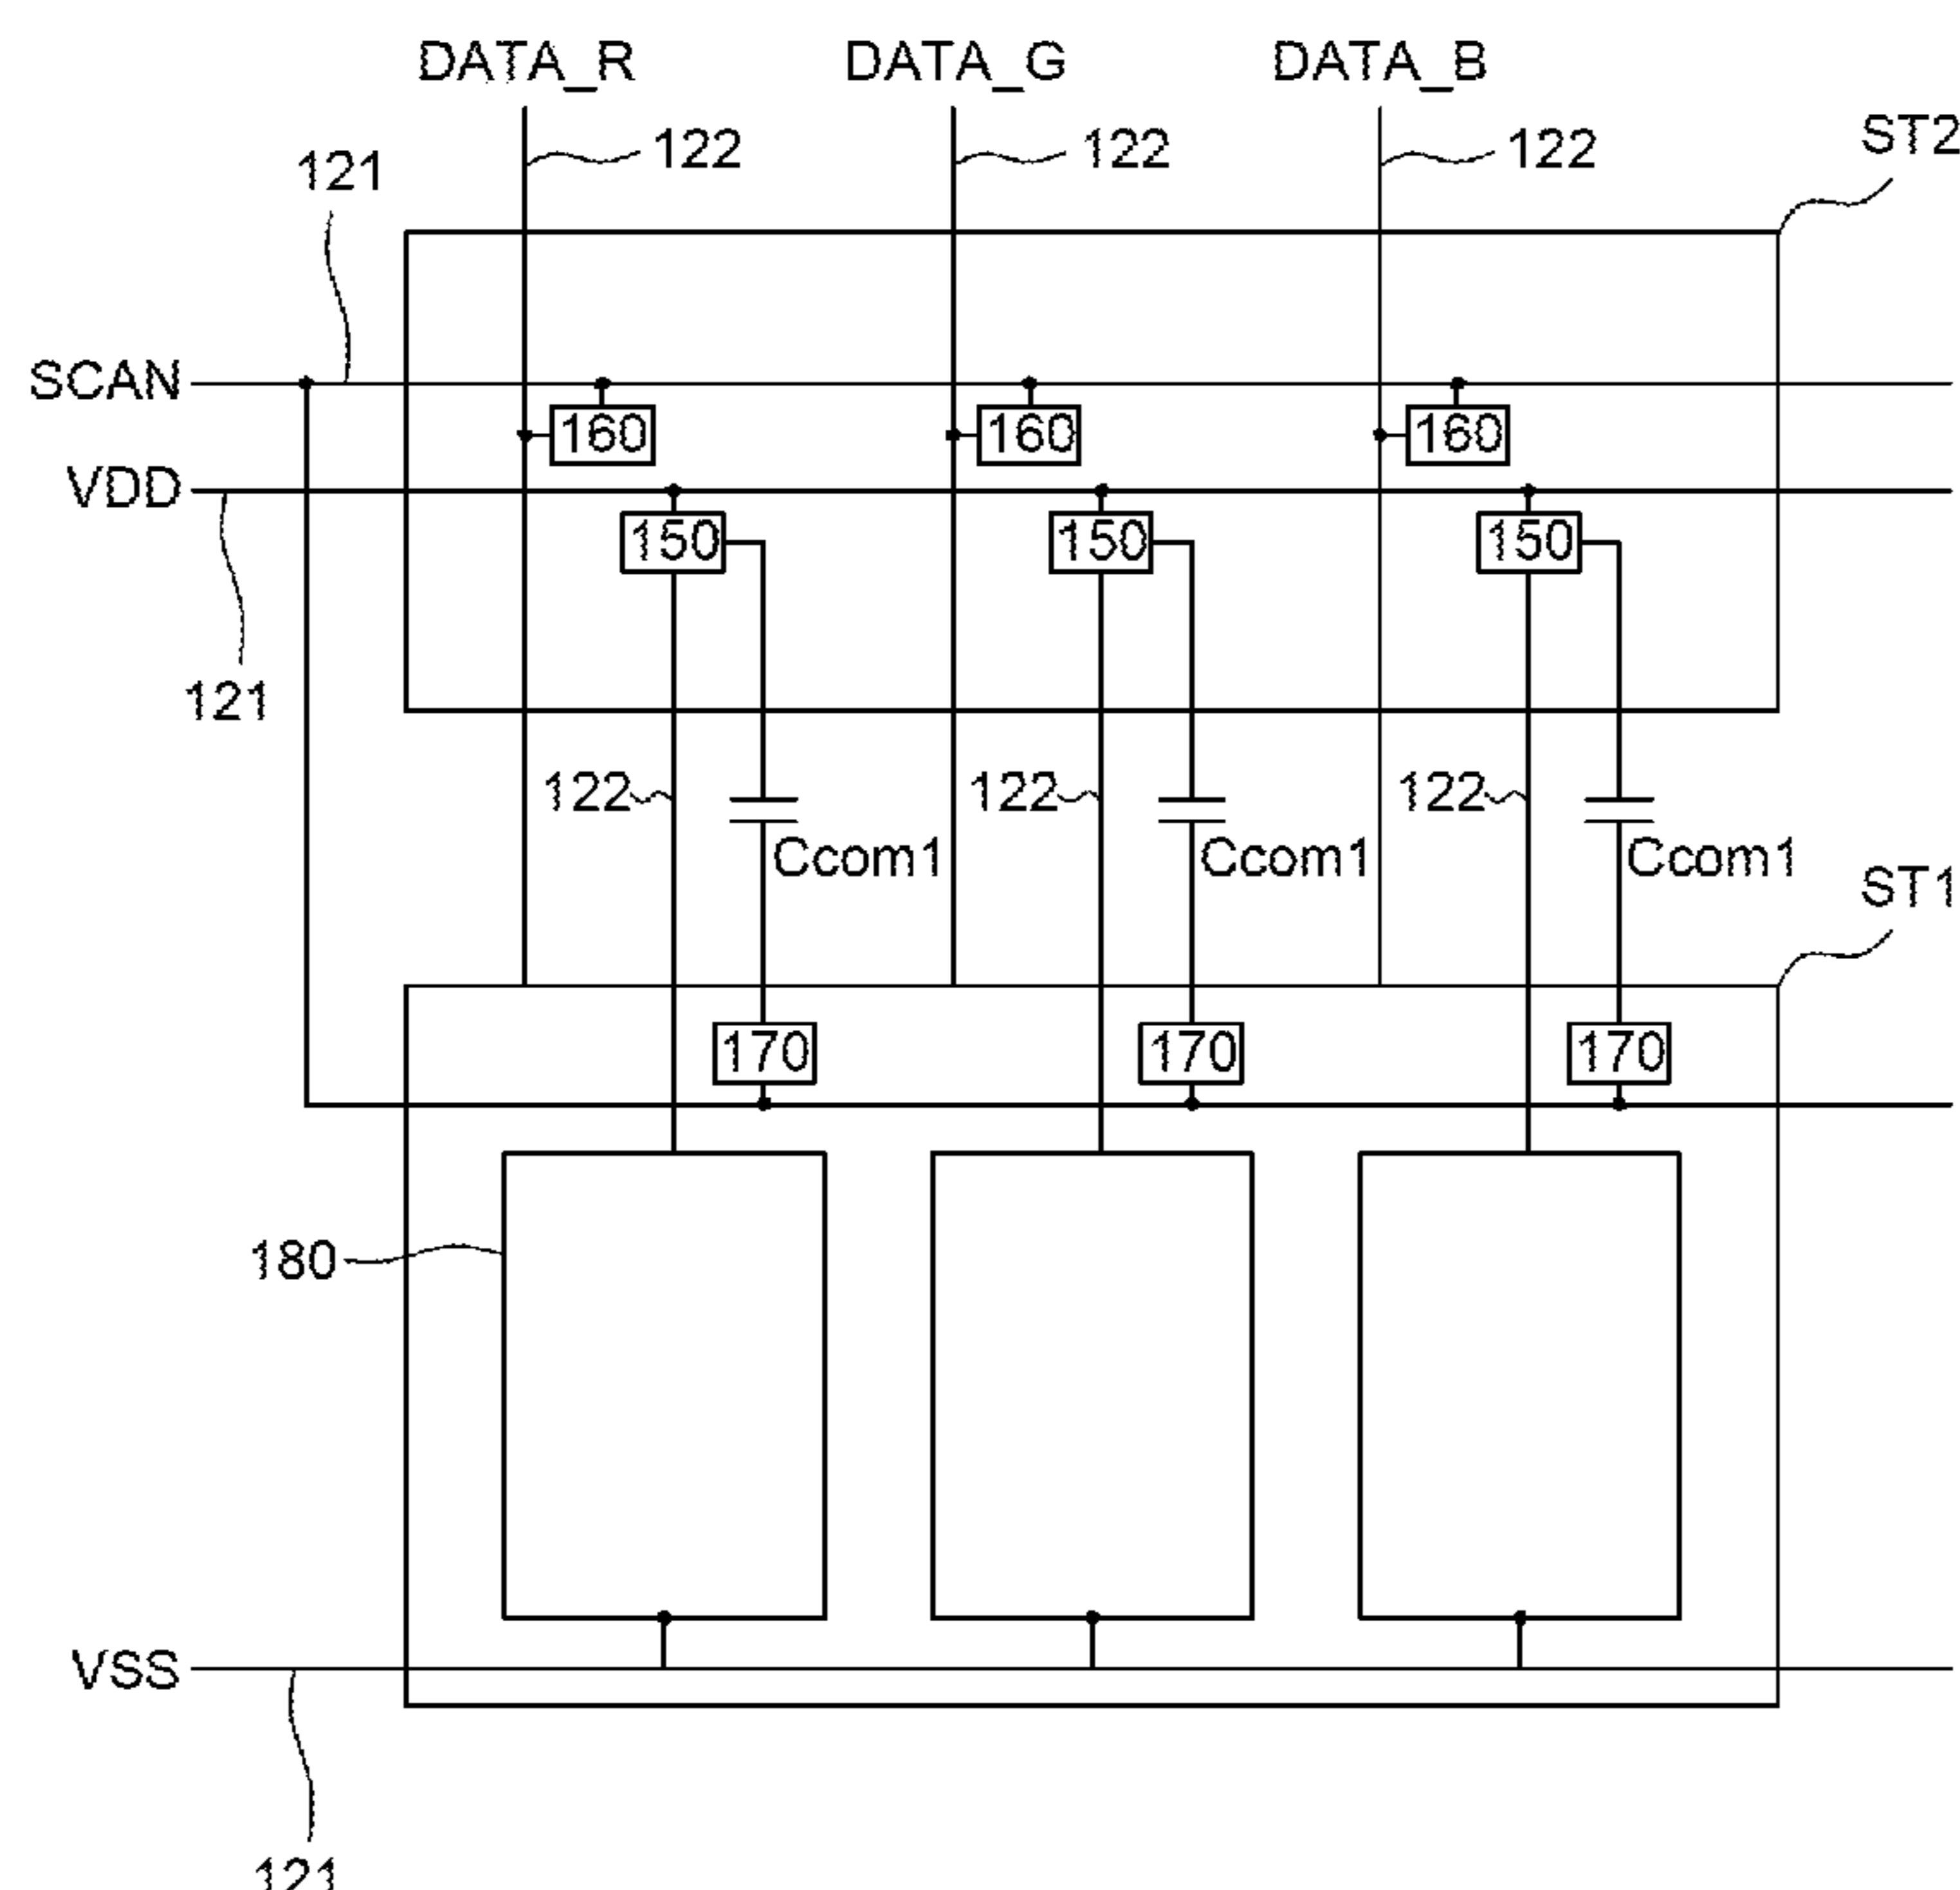 DATA_R DATA_G DATA_B
122 122 122 ST2
121
SCAN
160 160 160
VDD
150 150 150
121
122 122 122
Ccom1 Ccom1 Ccom1
ST1
170 170 170
180
VSS
121